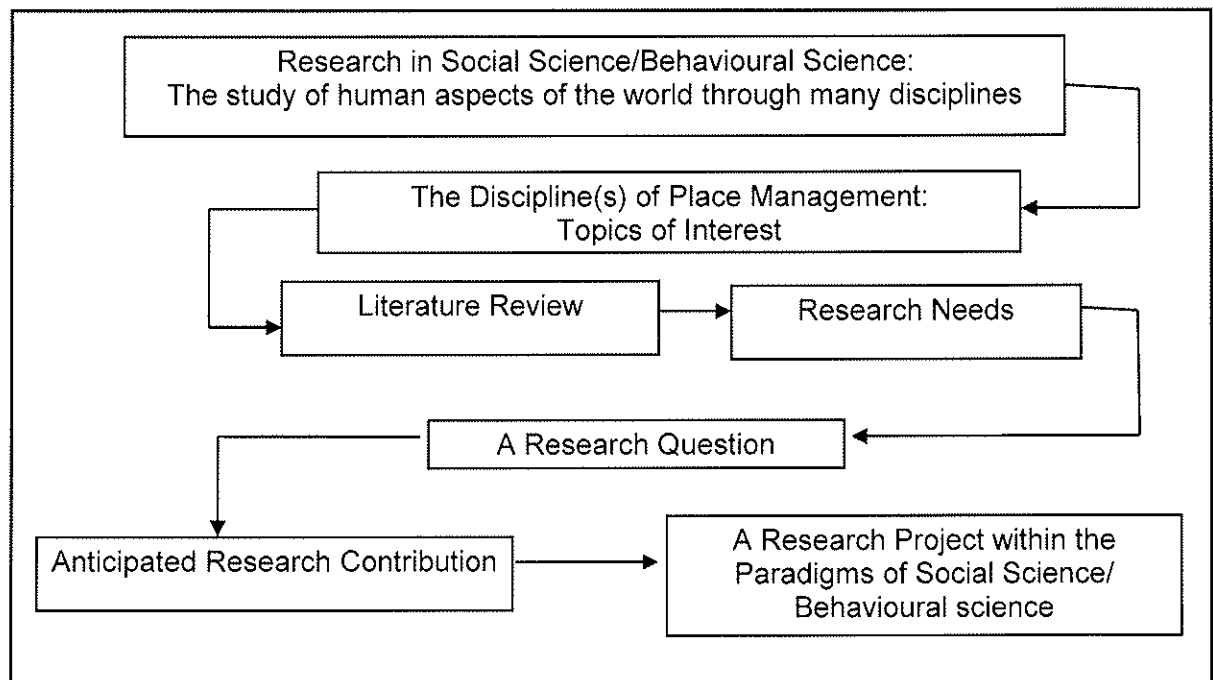 Research in Social Science/Behavioural Science:
The study of human aspects of the world through many disciplines
The Discipline(s) of Place Management:
Topics of Interest
Literature Review
Research Needs
A Research Question
Anticipated Research Contribution
A Research Project within the
Paradigms of Social Science/
Behavioural science